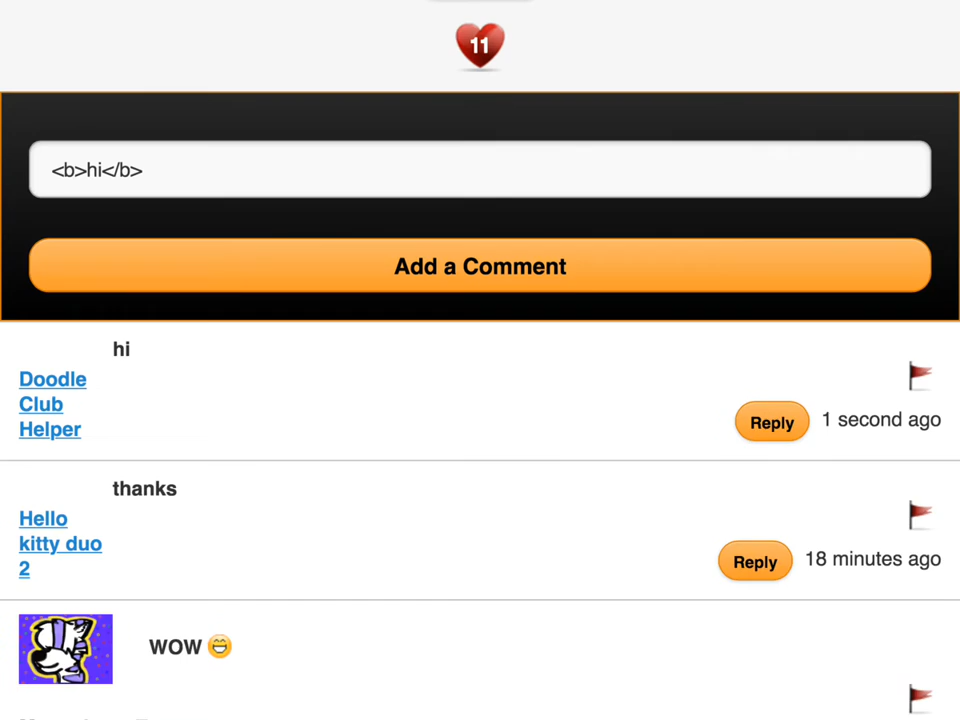 11
<b>hi</b>
Add a Comment
hi
Doodle
Club
Helper
Reply
1 second ago
thanks
Hello
kitty duo
2
Reply
18 minutes ago
WOW 😁